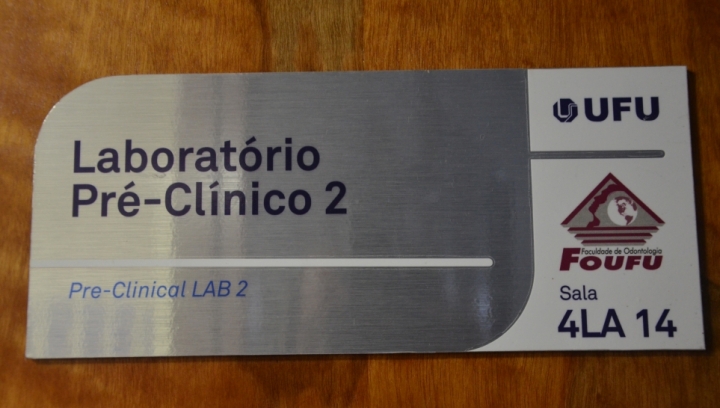 Laboratório
Pré-Clínico 2
Pre-Clinical LAB 2
UFU
Faculdade de Odontologia
FOUFU
Sala
4LA 14